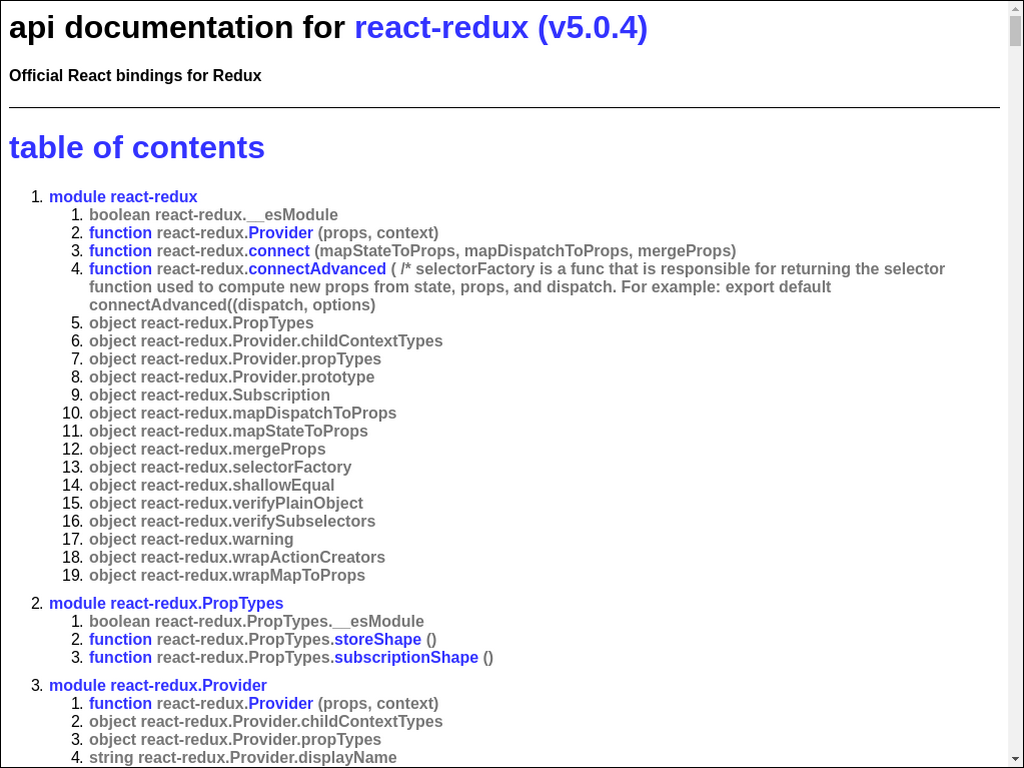 api documentation for react-redux (v5.0.4)
Official React bindings for Redux
table of contents
1. module react-redux
1. boolean react-redux.__esModule
2. function react-redux.Provider (props, context)
3. function react-redux.connect (mapStateToProps, mapDispatchToProps, mergeProps)
4. function react-redux.connectAdvanced ( /* selectorFactory is a func that is responsible for returning the selector
function used to compute new props from state, props, and dispatch. For example: export default
connectAdvanced((dispatch, options)
5. object react-redux.PropTypes
6. object react-redux.Provider.childContextTypes
7. object react-redux.Provider.propTypes
8. object react-redux.Provider.prototype
9. object react-redux.Subscription
10. object react-redux.mapDispatchToProps
11. object react-redux.mapStateToProps
12. object react-redux.mergeProps
13. object react-redux.selectorFactory
14. object react-redux.shallowEqual
15. object react-redux.verifyPlainObject
16. object react-redux.verifySubselectors
17. object react-redux.warning
18. object react-redux.wrapActionCreators
19. object react-redux.wrapMapToProps
2. module react-redux.PropTypes
1. boolean react-redux.PropTypes.__esModule
2. function react-redux.PropTypes.storeShape ()
3. function react-redux.PropTypes.subscriptionShape ()
3. module react-redux.Provider
1. function react-redux.Provider (props, context)
2. object react-redux.Provider.childContextTypes
3. object react-redux.Provider.propTypes
4. string react-redux.Provider.displayName